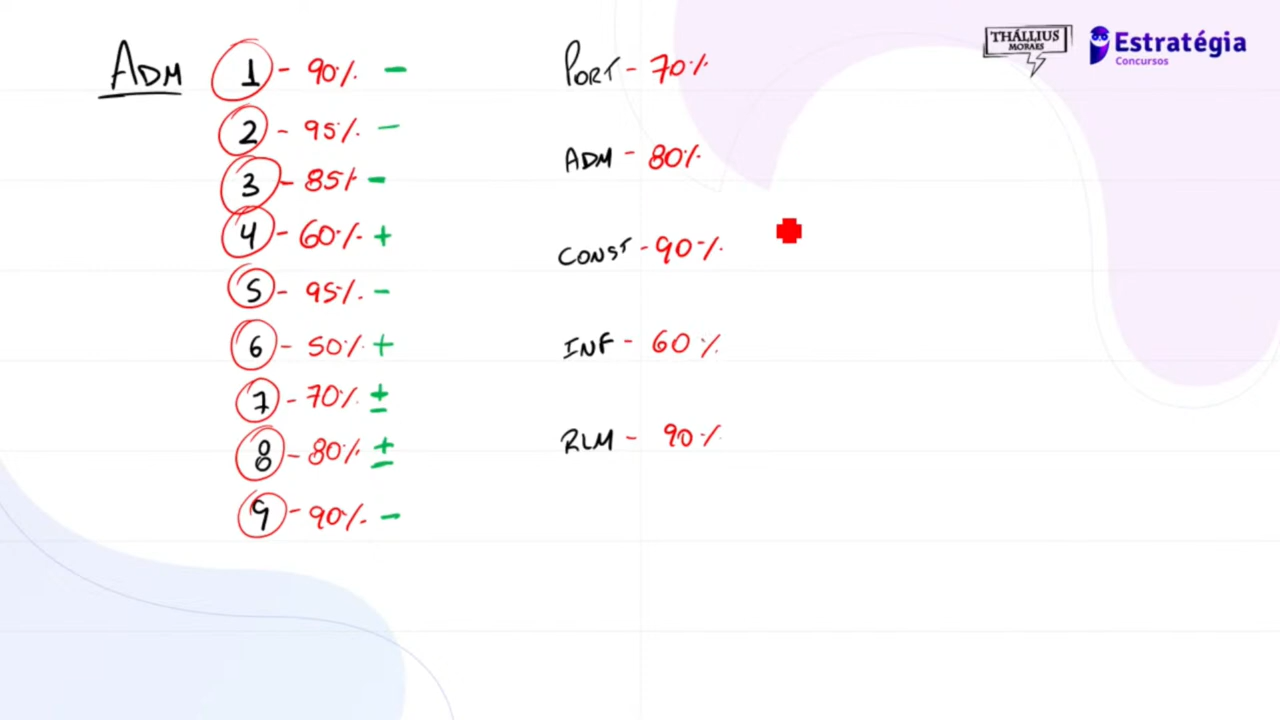 ADM 1 - 90% -
2 - 95% -
3 - 85% -
4 - 60% +
5 - 95% -
6 - 50% +
7 - 70% ±
8 - 80% ±
9 - 90% -
PORT - 70%
ADM - 80%
CONST - 90%
INF - 60%
RLM - 90%
THÁLLIUS
MORAES
Estratégia
Concursos